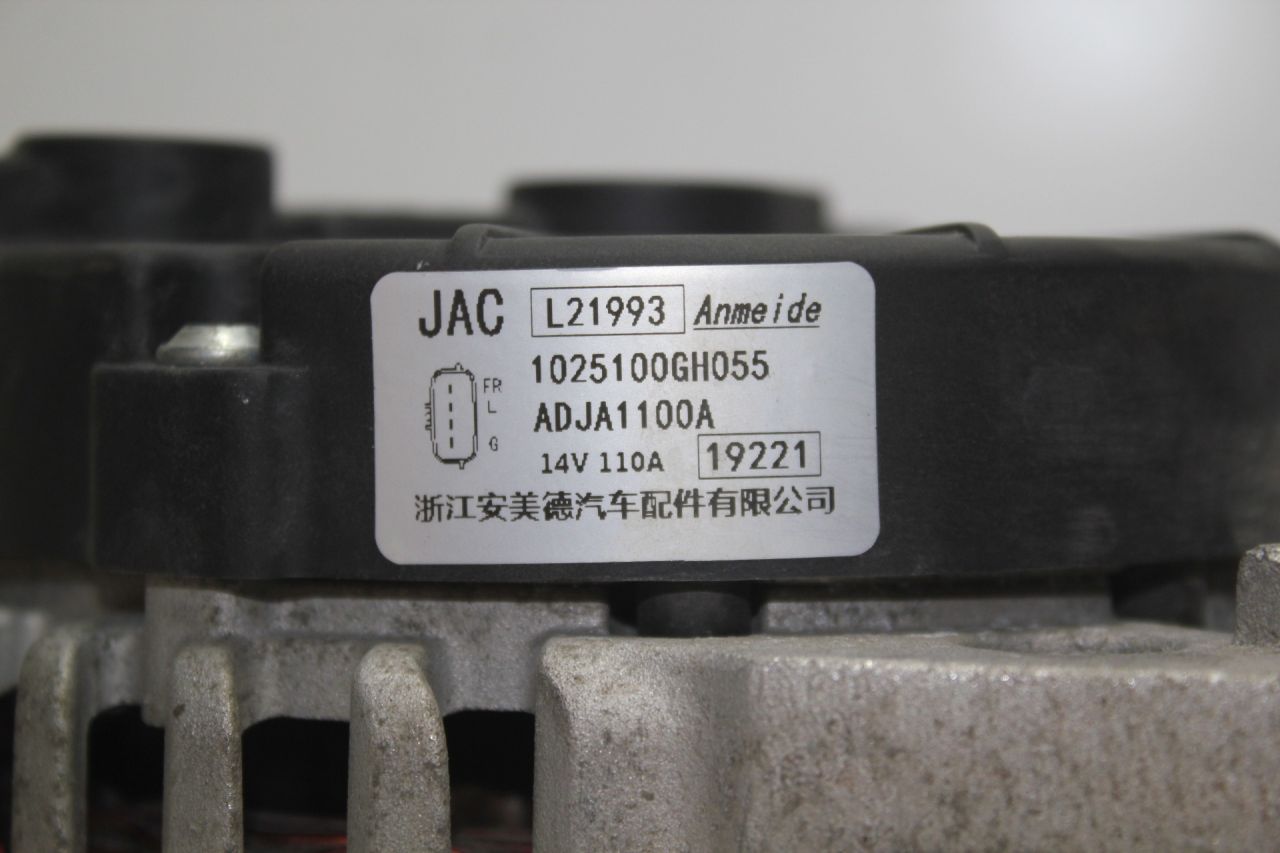 JAC L21993 Anmeide
1025100GH055
FR
L
ADJA1100A
G
14V 110A 19221
浙江安美德汽车配件有限公司